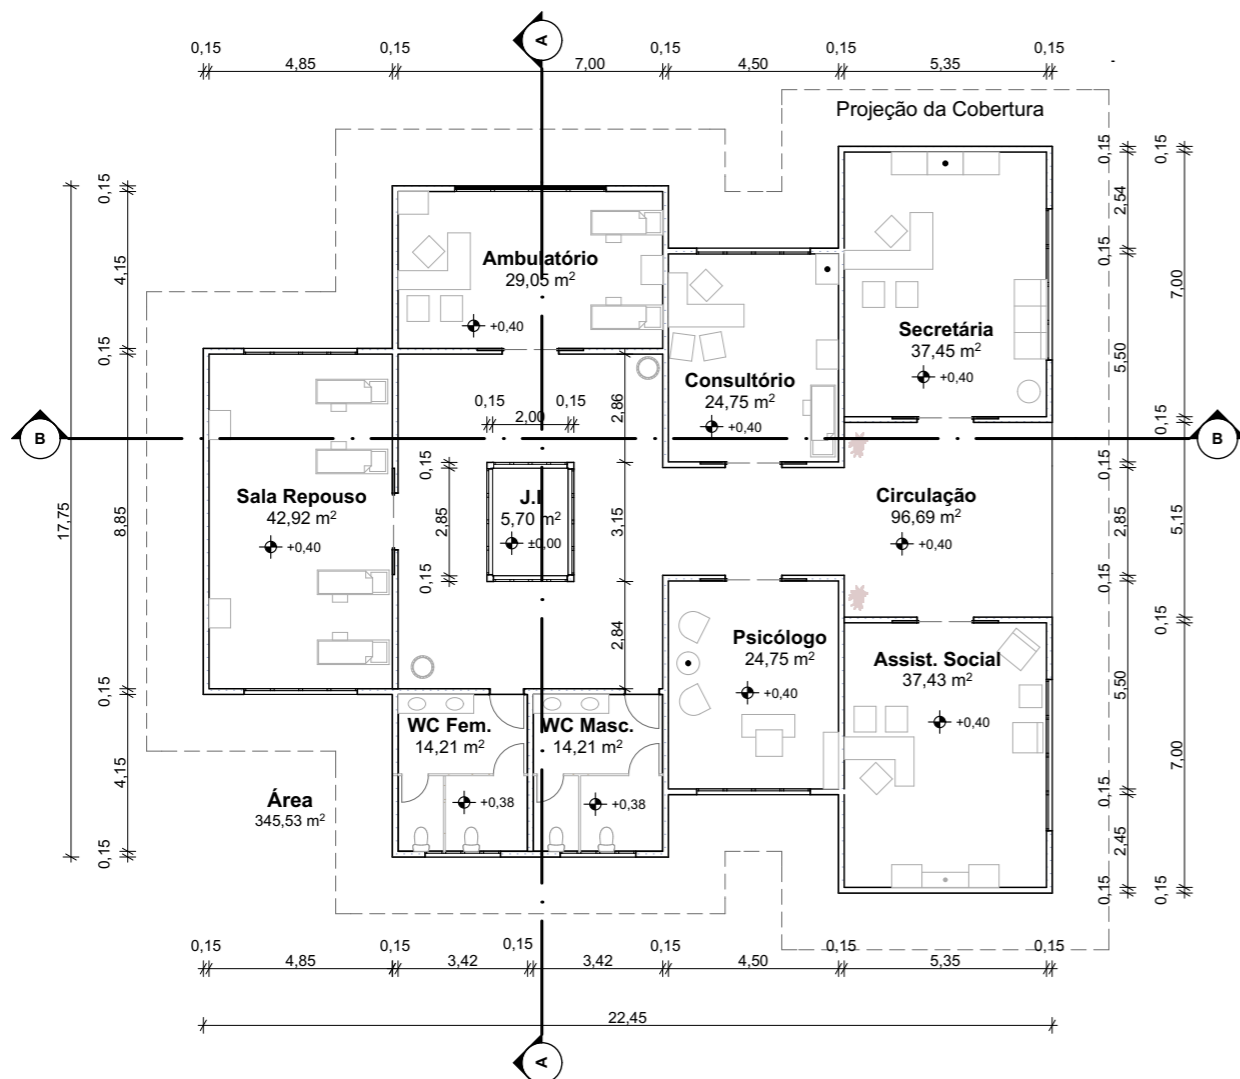 A
0,15
0,15
0,15
0,15
0,15
4,85
7,00
4,50
5,35
-
Projeção da Cobertura
0,15
4,15
0,15
8,85
0,15
4,15
0,15
17,75
0,15
2,54
0,15
5,50
0,15
0,15
2,85
0,15
5,50
0,15
2,45
0,15
0,15
7,00
0,15
5,15
0,15
7,00
0,15
Ambulatório
29,05 m²
+0,40
Secretária
37,45 m²
+0,40
Consultório
24,75 m²
+0,40
B
B
0,15
0,15
2,00
2,86
3,15
2,84
0,15
2,85
0,15
Sala Repouso
42,92 m²
+0,40
J.I
5,70 m²
±0,00
Circulação
96,69 m²
+0,40
Psicólogo
24,75 m²
+0,40
Assist. Social
37,43 m²
+0,40
WC Fem.
14,21 m²
+0,38
WC Masc.
14,21 m²
+0,38
Área
345,53 m²
0,15
0,15
0,15
0,15
0,15
0,15
4,85
3,42
3,42
4,50
5,35
22,45
A